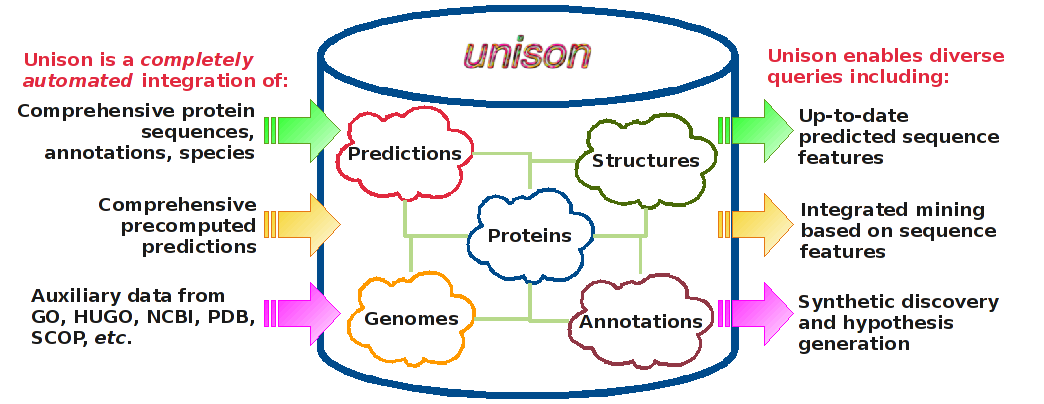 unison
Unison is a completely
automated integration of:
Comprehensive protein
sequences,
annotations, species
Comprehensive
precomputed
predictions
Auxiliary data from
GO, HUGO, NCBI, PDB,
SCOP, etc.
Predictions
Structures
Proteins
Genomes
Annotations
Unison enables diverse
queries including:
Up-to-date
predicted sequence
features
Integrated mining
based on sequence
features
Synthetic discovery
and hypothesis
generation